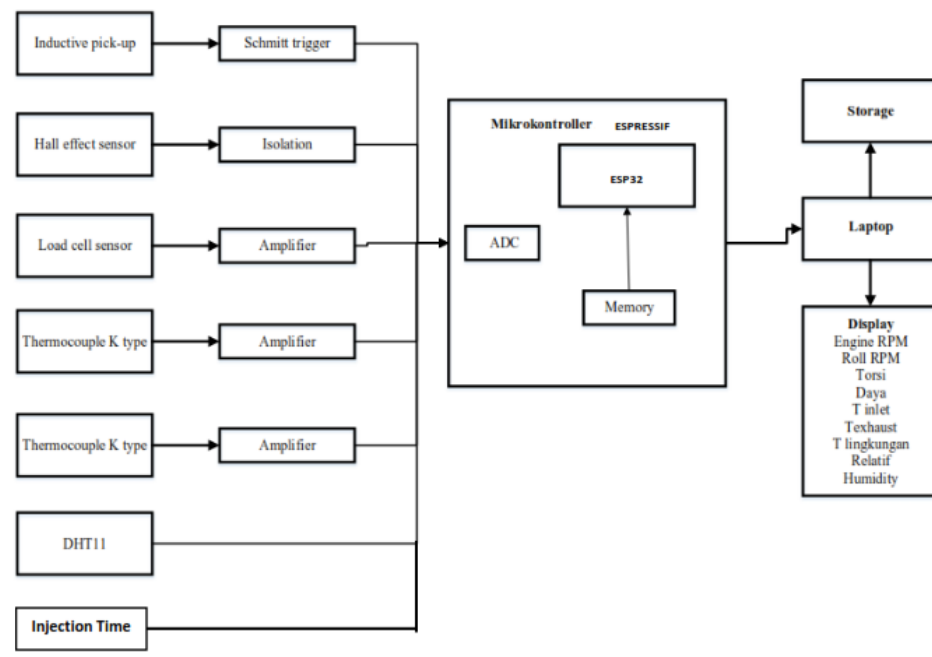 Inductive pick-up
Schmitt trigger
Hall effect sensor
Isolation
Load cell sensor
Amplifier
Thermocouple K type
Amplifier
Thermocouple K type
Amplifier
DHT11
Injection Time
Mikrokontroller ESPRESSIF
ESP32
ADC
Memory
Storage
Laptop
Display
Engine RPM
Roll RPM
Torsi
Daya
T inlet
Texhaust
T lingkungan
Relatif
Humidity